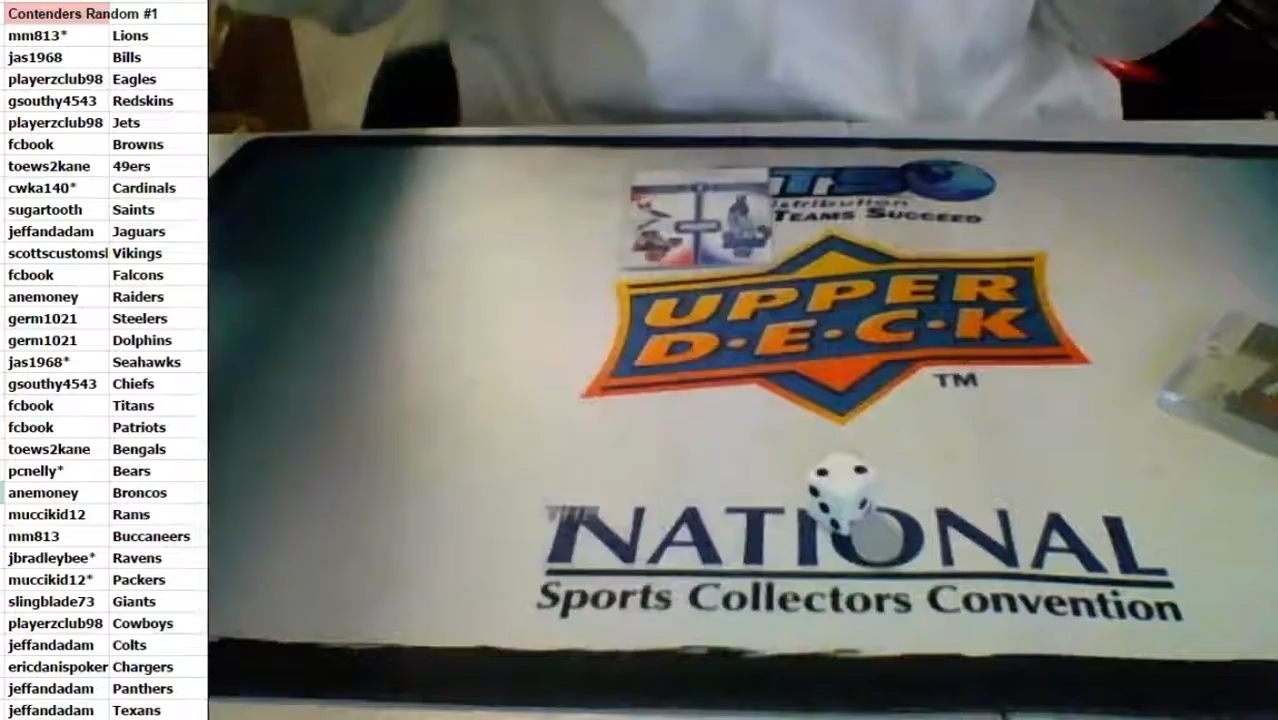 Contenders Random #1
mm813* Lions
jas1968 Bills
playerzclub98 Eagles
gsouthy4543 Redskins
playerzclub98 Jets
fcbook Browns
toews2kane 49ers
cwka140* Cardinals
sugartooth Saints
jeffandadam Jaguars
scottscustomsl Vikings
fcbook Falcons
anemoney Raiders
germ1021 Steelers
germ1021 Dolphins
jas1968* Seahawks
gsouthy4543 Chiefs
fcbook Titans
fcbook Patriots
toews2kane Bengals
pcnelly* Bears
anemoney Broncos
muccikid12 Rams
mm813 Buccaneers
jbradleybee* Ravens
muccikid12* Packers
slingblade73 Giants
playerzclub98 Cowboys
jeffandadam Colts
ericdanispoker Chargers
jeffandadam Panthers
jeffandadam Texans
TEAMS SUCCEED
UPPER
D·E·C·K
TM
THE NATIONAL
Sports Collectors Convention